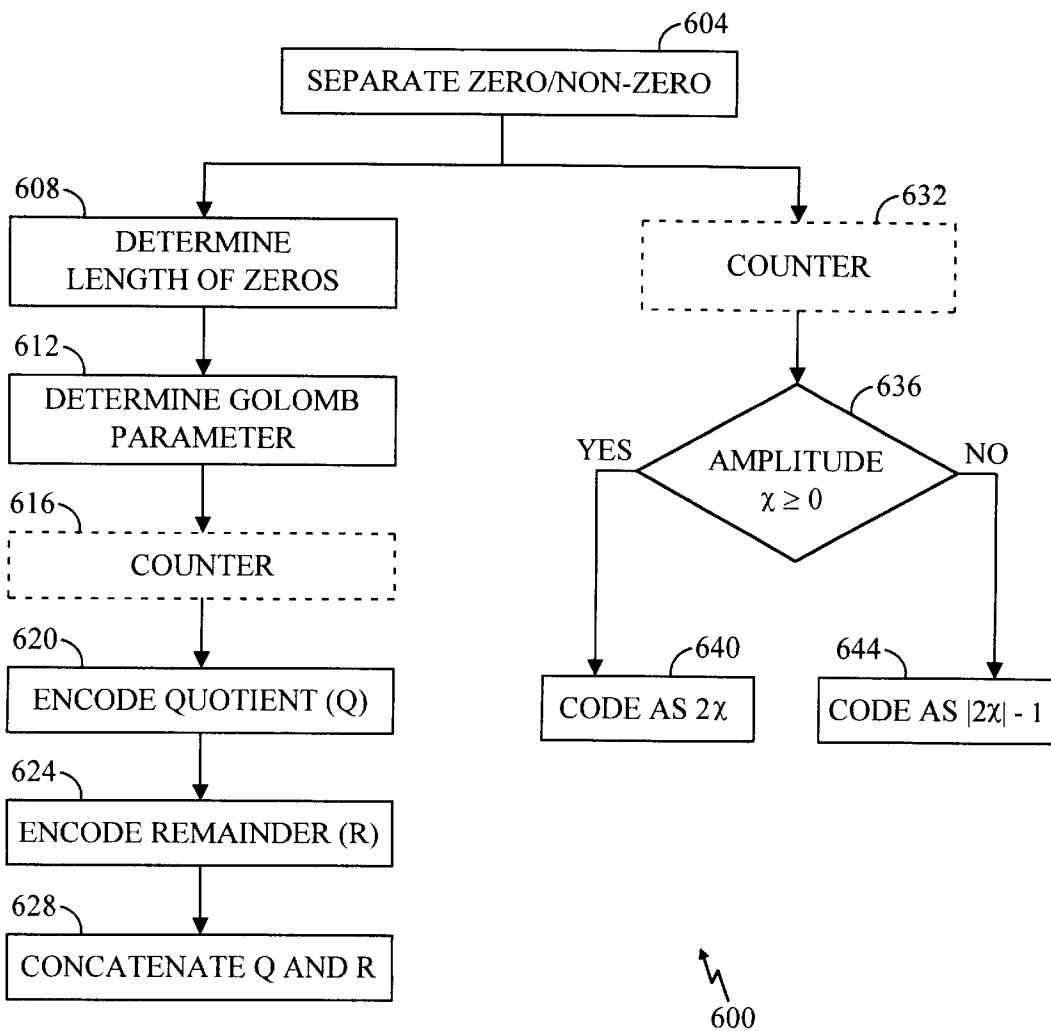 604
SEPARATE ZERO/NON-ZERO
608
DETERMINE
LENGTH OF ZEROS
612
DETERMINE GOLOMB
PARAMETER
616
COUNTER
620
ENCODE QUOTIENT (Q)
624
ENCODE REMAINDER (R)
628
CONCATENATE Q AND R
632
COUNTER
636
AMPLITUDE
χ ≥ 0
YES
NO
640
CODE AS 2χ
644
CODE AS |2χ| - 1
600